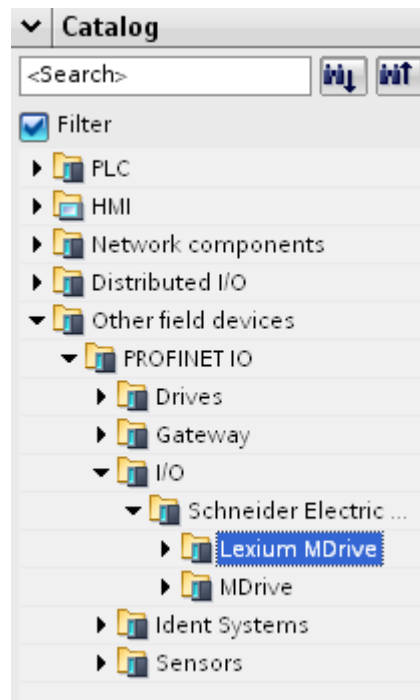 Catalog
<Search>
Filter
PLC
HMI
Network components
Distributed I/O
Other field devices
PROFINET IO
Drives
Gateway
I/O
Schneider Electric ...
Lexium MDrive
MDrive
Ident Systems
Sensors